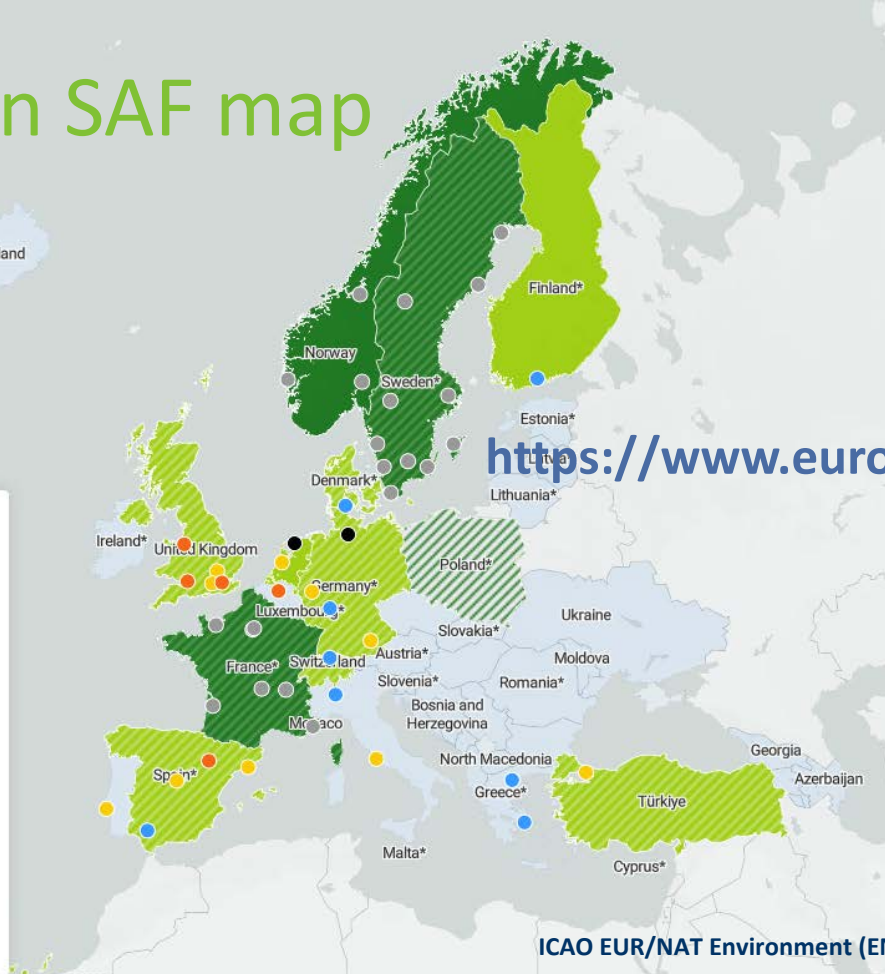 n SAF map
and
Finland*
Norway
Sweden*
Estonia*
https://www.euro
Latvia*
Denmark*
Lithuania*
Ireland*
United Kingdom
Poland*
Germany*
Luxembourg*
Ukraine
Slovakia*
France*
Switzerland
Austria*
Moldova
Slovenia*
Romania*
Bosnia and
Herzegovina
Monaco
North Macedonia
Georgia
Spain*
Greece*
Azerbaijan
Türkiye
Malta*
Cyprus*
ICAO EUR/NAT Environment (EN